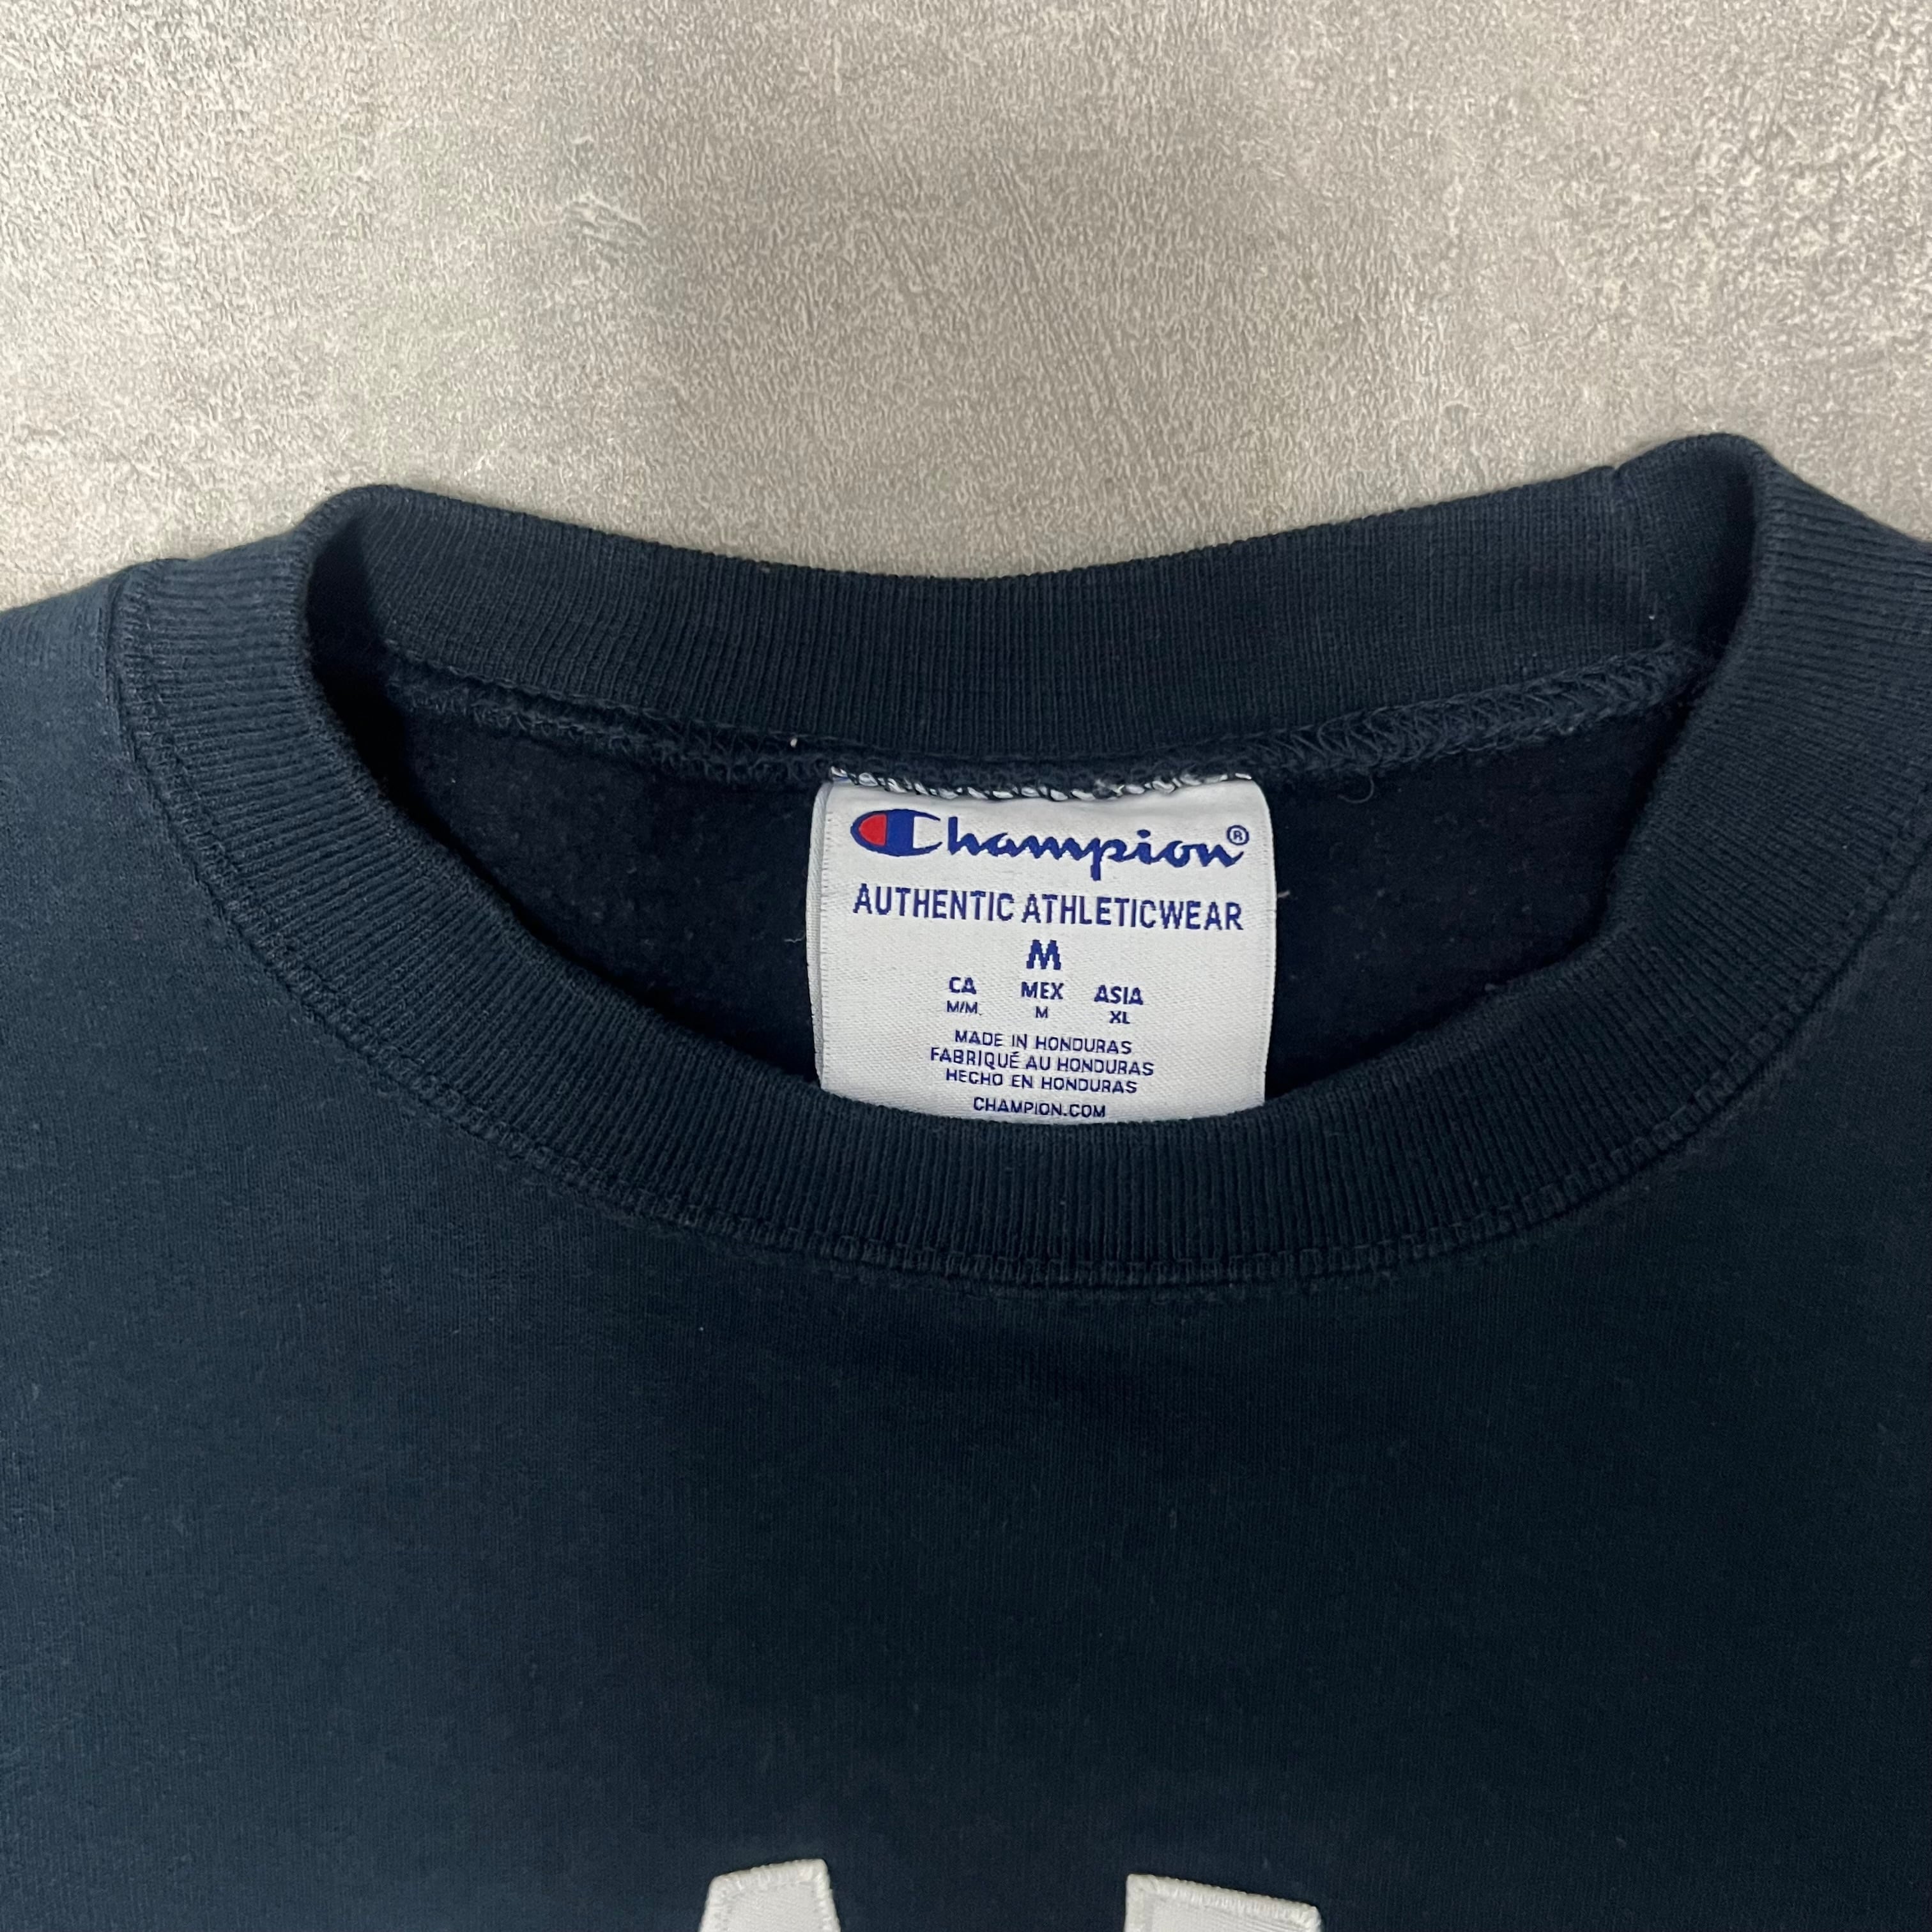 Champion®
AUTHENTIC ATHLETICWEAR
M
CA MEX ASIA
M/M. M XL
MADE IN HONDURAS
FABRIQUÉ AU HONDURAS
HECHO EN HONDURAS
CHAMPION.COM